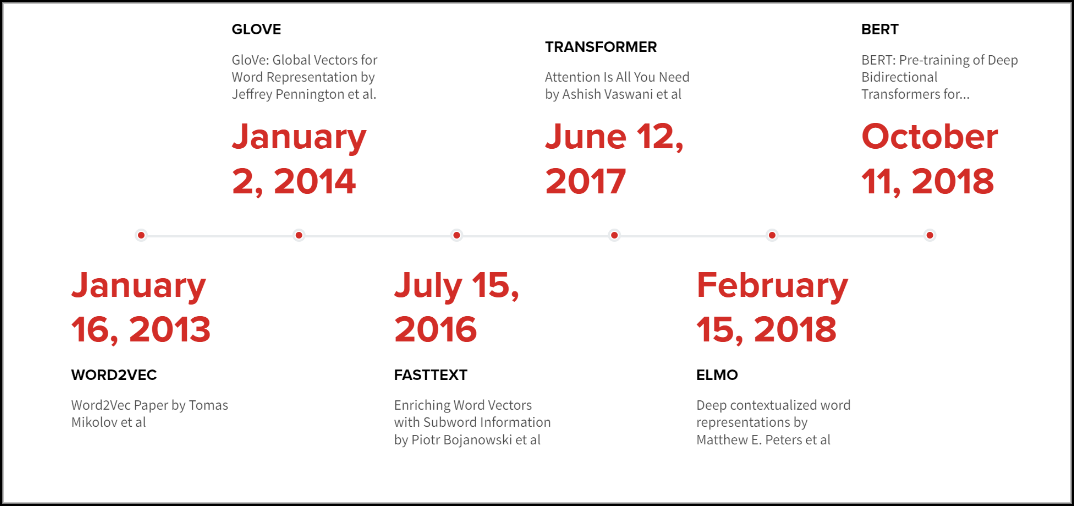 GLOVE
GloVe: Global Vectors for
Word Representation by
Jeffrey Pennington et al.
January
2, 2014
TRANSFORMER
Attention Is All You Need
by Ashish Vaswani et al
June 12,
2017
BERT
BERT: Pre-training of Deep
Bidirectional
Transformers for...
October
11, 2018
January
16, 2013
WORD2VEC
Word2Vec Paper by Tomas
Mikolov et al
July 15,
2016
FASTTEXT
Enriching Word Vectors
with Subword Information
by Piotr Bojanowski et al
February
15, 2018
ELMO
Deep contextualized word
representations by
Matthew E. Peters et al